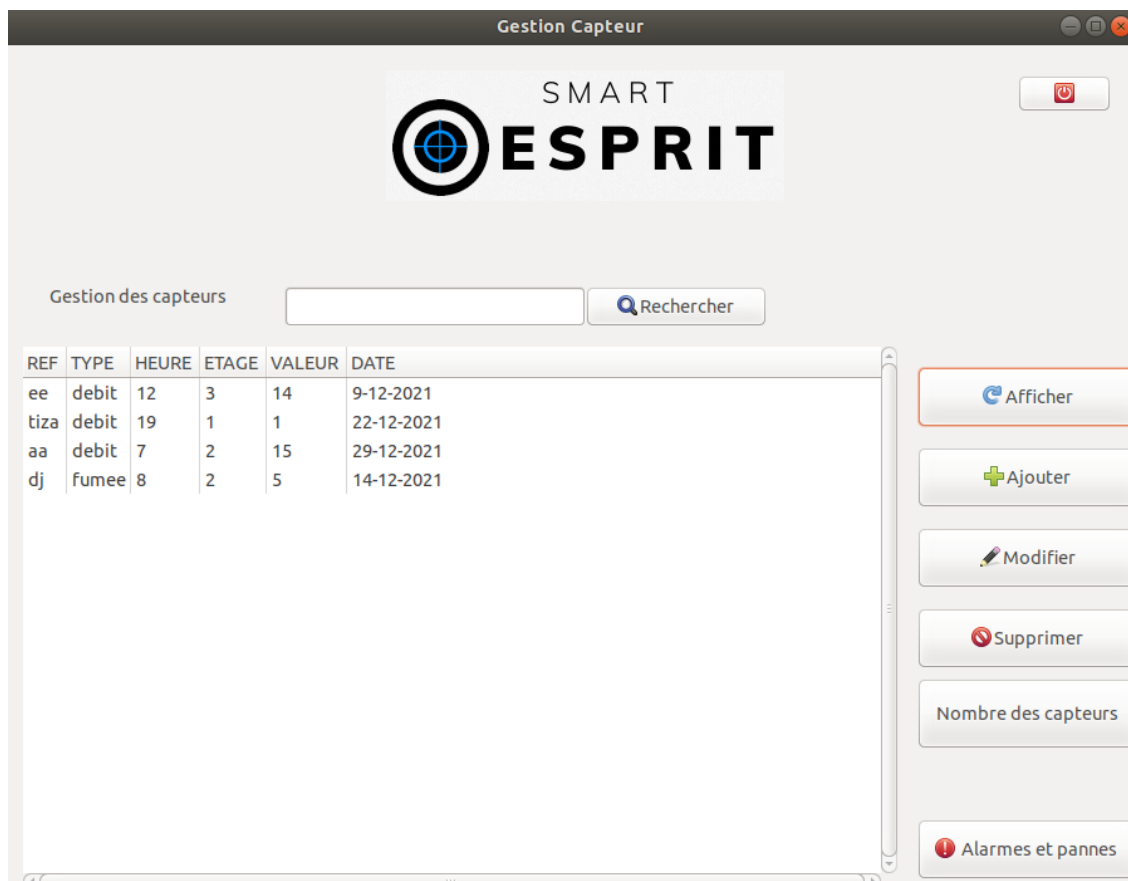 Gestion Capteur
SMART
ESPRIT
Gestion des capteurs
Rechercher
REF TYPE HEURE ETAGE VALEUR DATE
ee debit 12 3 14 9-12-2021
tiza debit 19 1 1 22-12-2021
aa debit 7 2 15 29-12-2021
dj fumee 8 2 5 14-12-2021
Afficher
Ajouter
Modifier
Supprimer
Nombre des capteurs
Alarmes et pannes